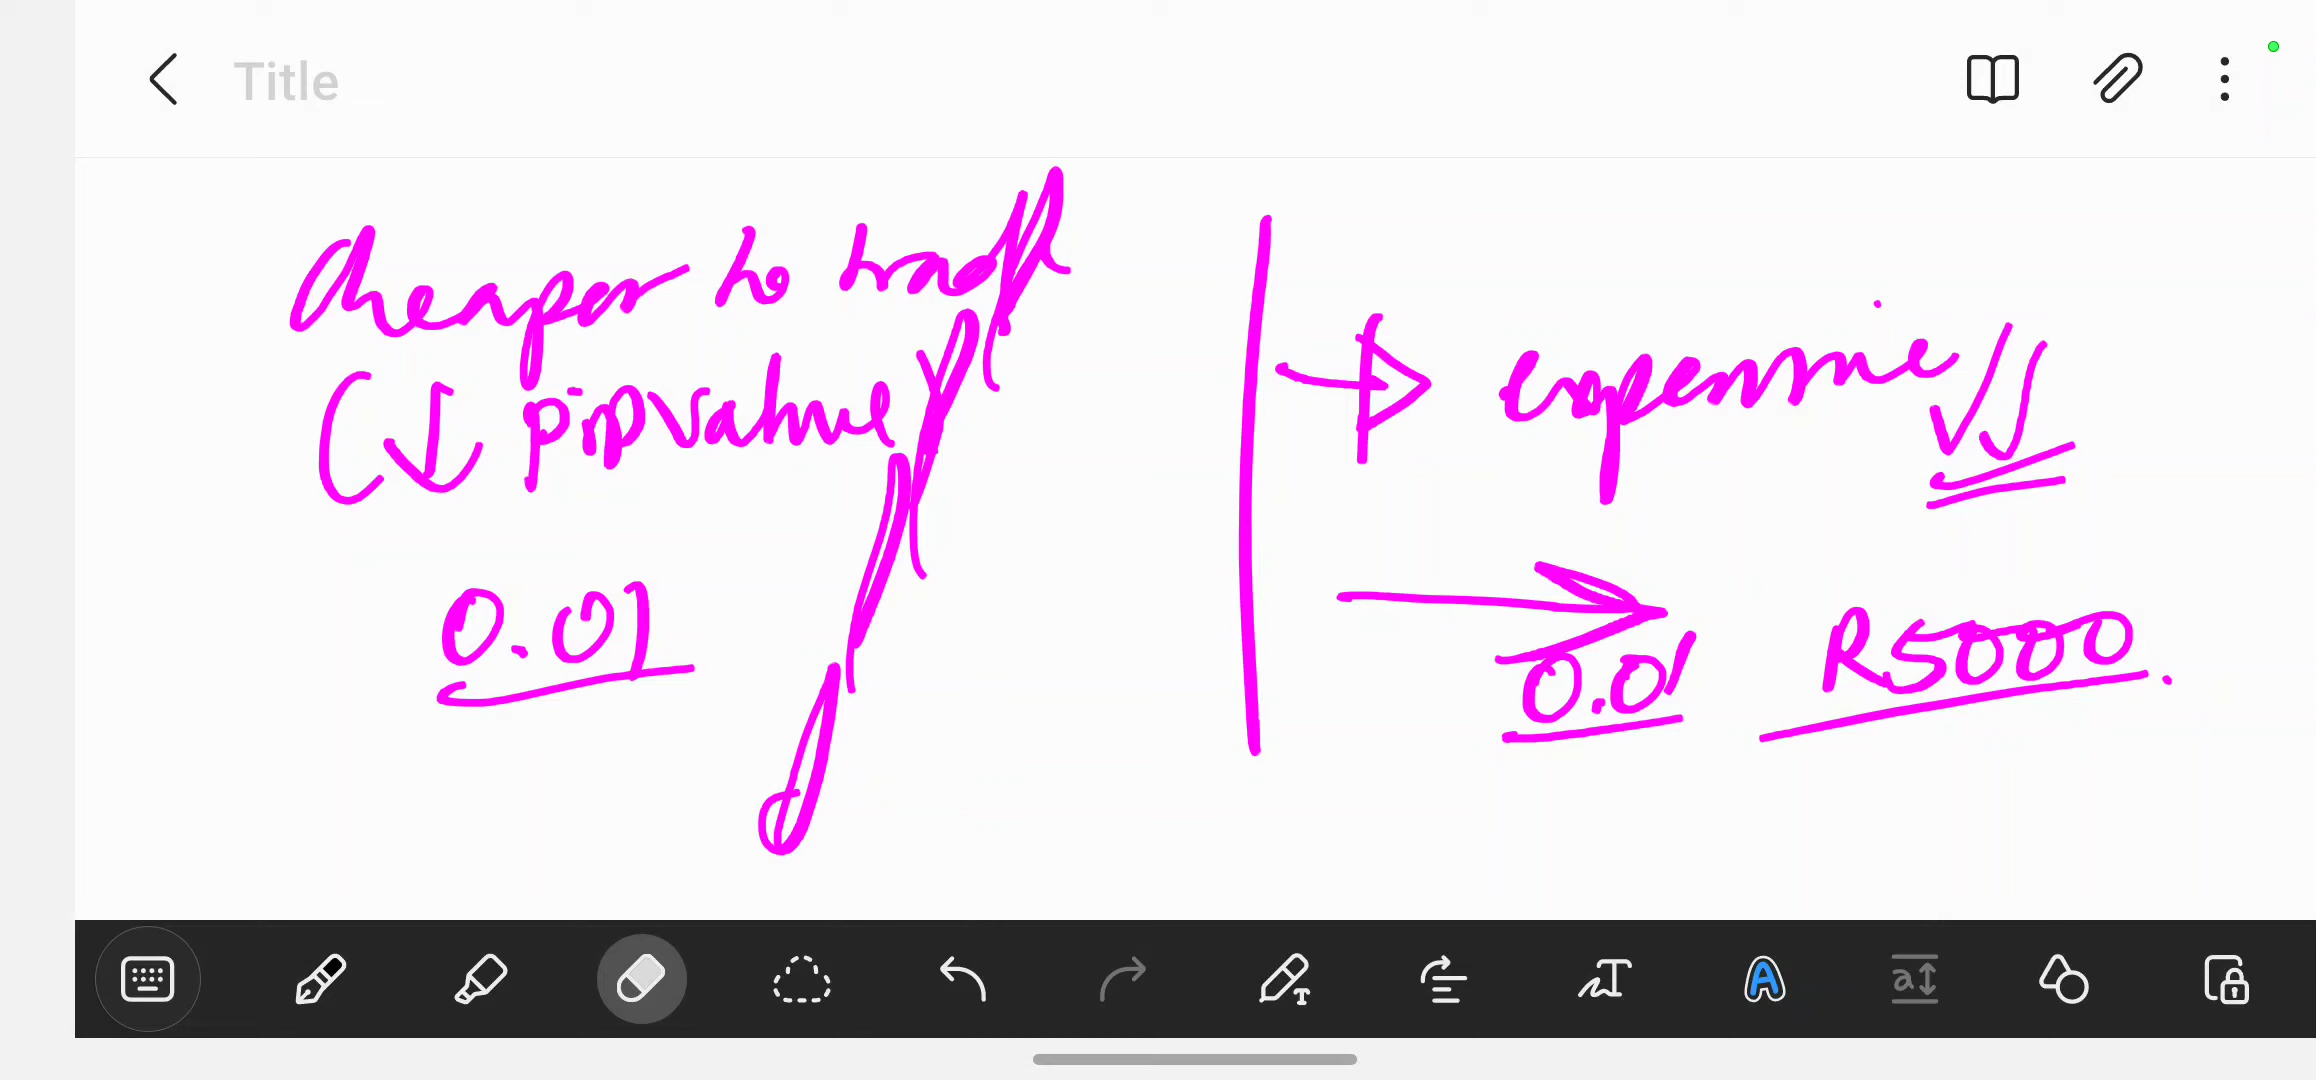 Title
cheaper to trade
(↓ pip value
0.01
→ expensive
→ 0.01 R5000.